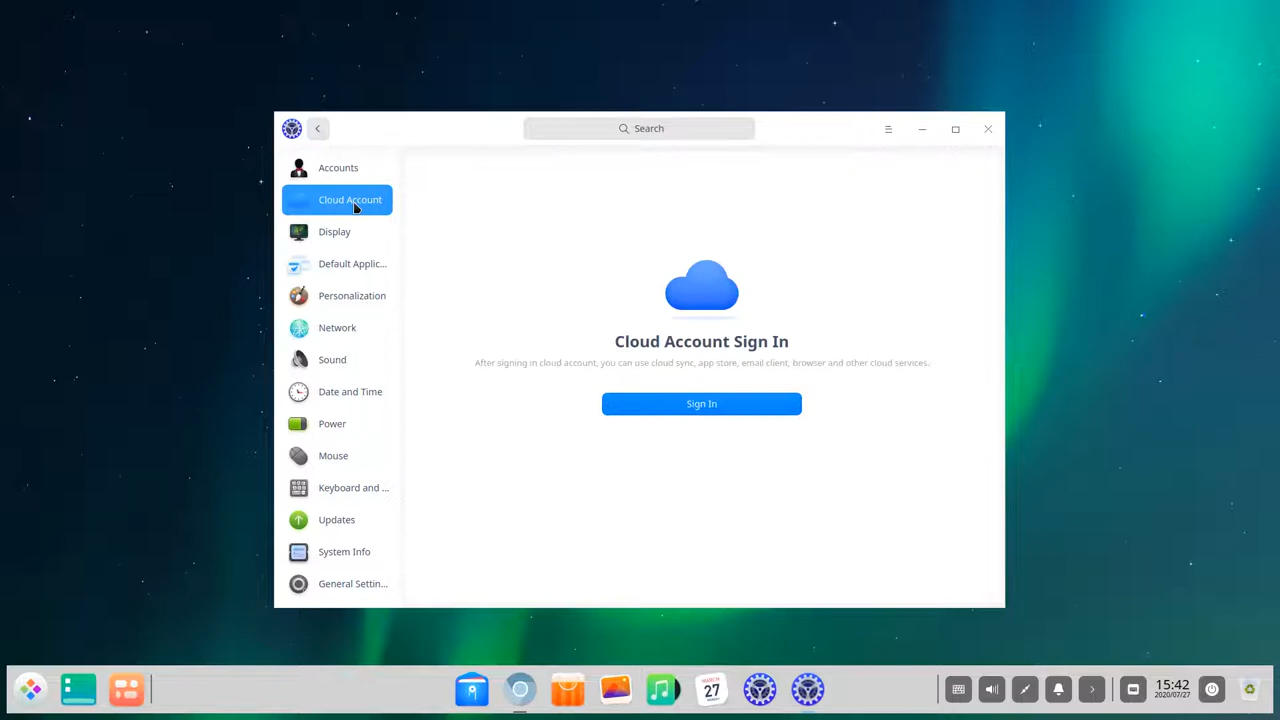 Search
Accounts
Cloud Account
Display
Default Applic...
Personalization
Network
Sound
Date and Time
Power
Mouse
Keyboard and ...
Updates
System Info
General Settin...
Cloud Account Sign In
After signing in cloud account, you can use cloud sync, app store, email client, browser and other cloud services.
Sign In
MARCH
27
15:42
2020/07/27